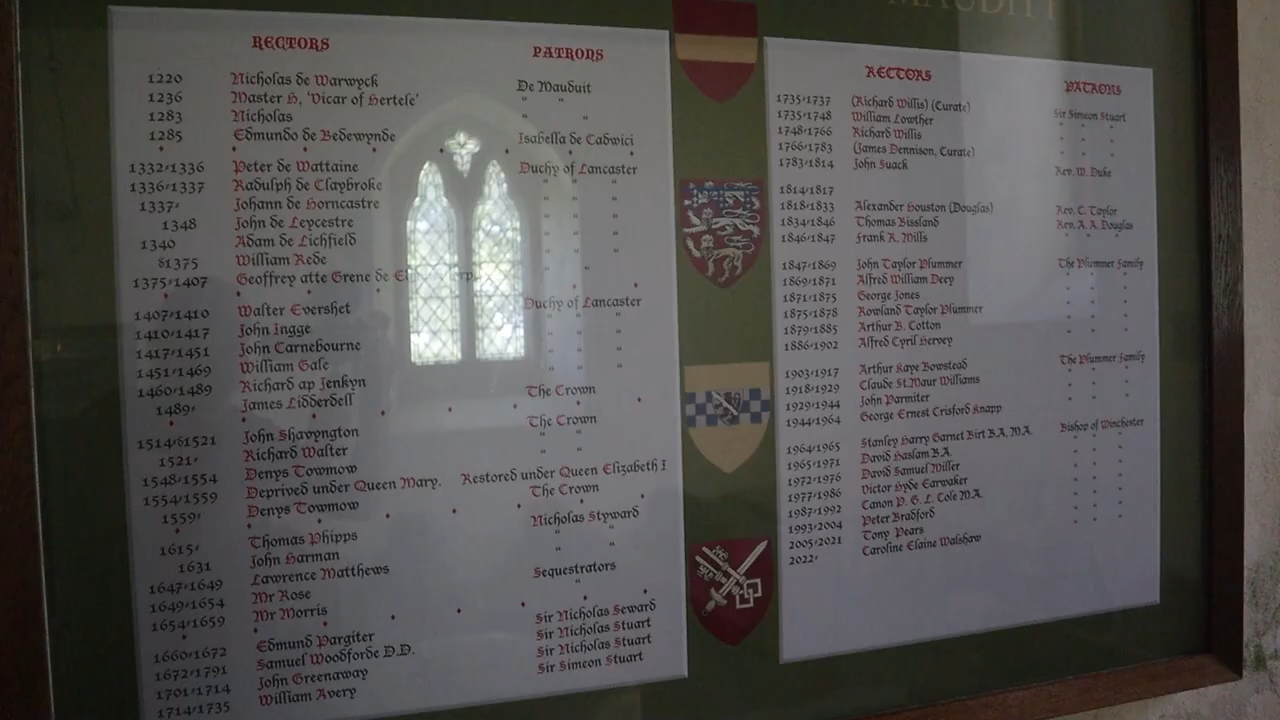 MAUDITT
RECTORS PATRONS
1220 Nicholas de Warwyck De Mauduit
1236 Master H, 'Vicar of Hertele' " "
1283 Nicholas " "
1285 Edmundo de Bedewynde Isabella de Cadwici
1332-1336 Peter de Wattaine Duchy of Lancaster
1336-1337 Radulph de Claybroke " " "
1337- Johann de Horncastre " " "
1348 John de Leycestre " " "
1340 Adam de Lichfield " " "
81375 William Rede " "
1375-1407 Geoffrey atte Grene de "
1407-1410 Walter Evershet Duchy of Lancaster
1410-1417 John Ingge " " "
1417-1451 John Carnebourne " " "
1451-1469 William Gale " " "
1460-1489 Richard ap Jenkyn " " "
1489- James Lidderdell The Crown
1514-81521 John Shavyngton The Crown
1521- Richard Walter " "
1548-1554 Denys Towmow " "
1554-1559 Deprived under Queen Mary. Restored under Queen Elizabeth I
1559- Denys Towmow The Crown
1615- Thomas Phipps Nicholas Styward
1631 John Harman " "
1647-1649 Lawrence Matthews " "
1649-1654 Mr Rose Sequestrators
1654-1659 Mr Morris "
1660-1672 Edmund Pargiter Sir Nicholas Seward
1672-1791 Samuel Woodforde D.D. Sir Nicholas Stuart
1701-1714 John Greenaway Sir Nicholas Stuart
1714-1735 William Avery Sir Simeon Stuart
RECTORS PATRONS
1735-1737 (Richard Willis) (Curate)
1735-1748 William Lowther Sir Simeon Stuart
1748-1766 Richard Willis " " "
1766-1783 (James Dennison, Curate) " " "
1783-1814 John Suack " " "
1814-1817 Rev. W. Duke
1818-1833 Alexander Houston (Douglas) Rev. C. Taylor
1834-1846 Thomas Bissland Rev. A. A. Douglas
1846-1847 Frank R. Wills " " "
1847-1869 John Taylor Plummer The Plummer Family
1869-1871 Alfred William Deey " " "
1871-1875 George Jones " " "
1875-1878 Rowland Taylor Plummer " " "
1879-1885 Arthur B. Cotton " " "
1886-1902 Alfred Cyril Hervey " " "
1903-1917 Arthur Kaye Bowstead The Plummer Family
1918-1929 Claude St. Maur Williams " " "
1929-1944 John Parmiter " " "
1944-1964 George Ernest Crisford Knapp " " "
1964-1965 Stanley Harry Garnet Birt B.A, M.A. Bishop of Winchester
1965-1971 David Haslam B.A. " " "
1972-1976 David Samuel Miller " " "
1977-1986 Victor Hyde Earwaker " " "
1987-1992 Canon P. G. L. Cole M.A. " " "
1993-2004 Peter Bradford " " "
2005-2021 Tony Pears " " "
2022- Caroline Elaine Walshaw